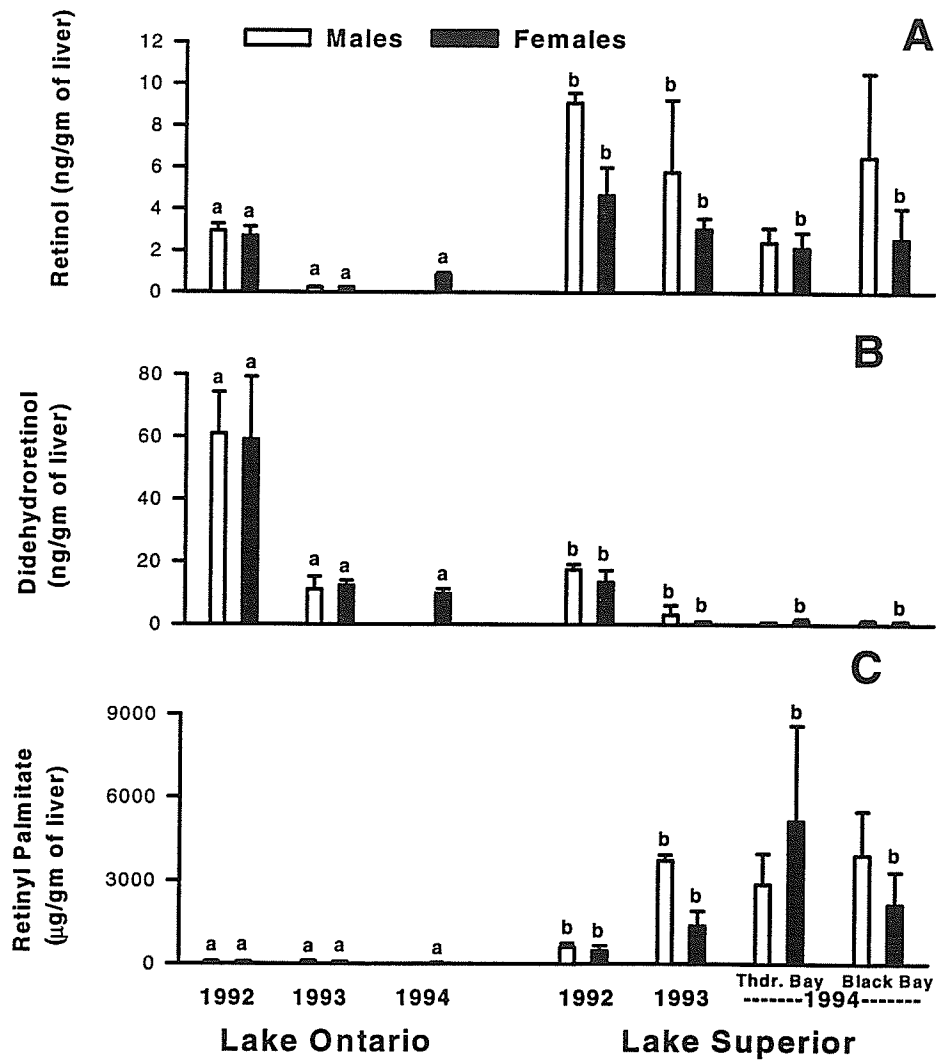 Males Females A
Retinol (ng/gm of liver)
12
10
8
6
4
2
0
a a
a a
a
b
b
b
b
b
b
B
Didehydroretinol
(ng/gm of liver)
80
60
40
20
0
a a
a a
a
b b
b b
b
b
C
Retinyl Palmitate
(µg/gm of liver)
9000
6000
3000
0
a a
a a
a
b b
b
b
b
b
Thdr. Bay Black Bay
1992 1993 1994 1992 1993 -------1994-------
Lake Ontario Lake Superior